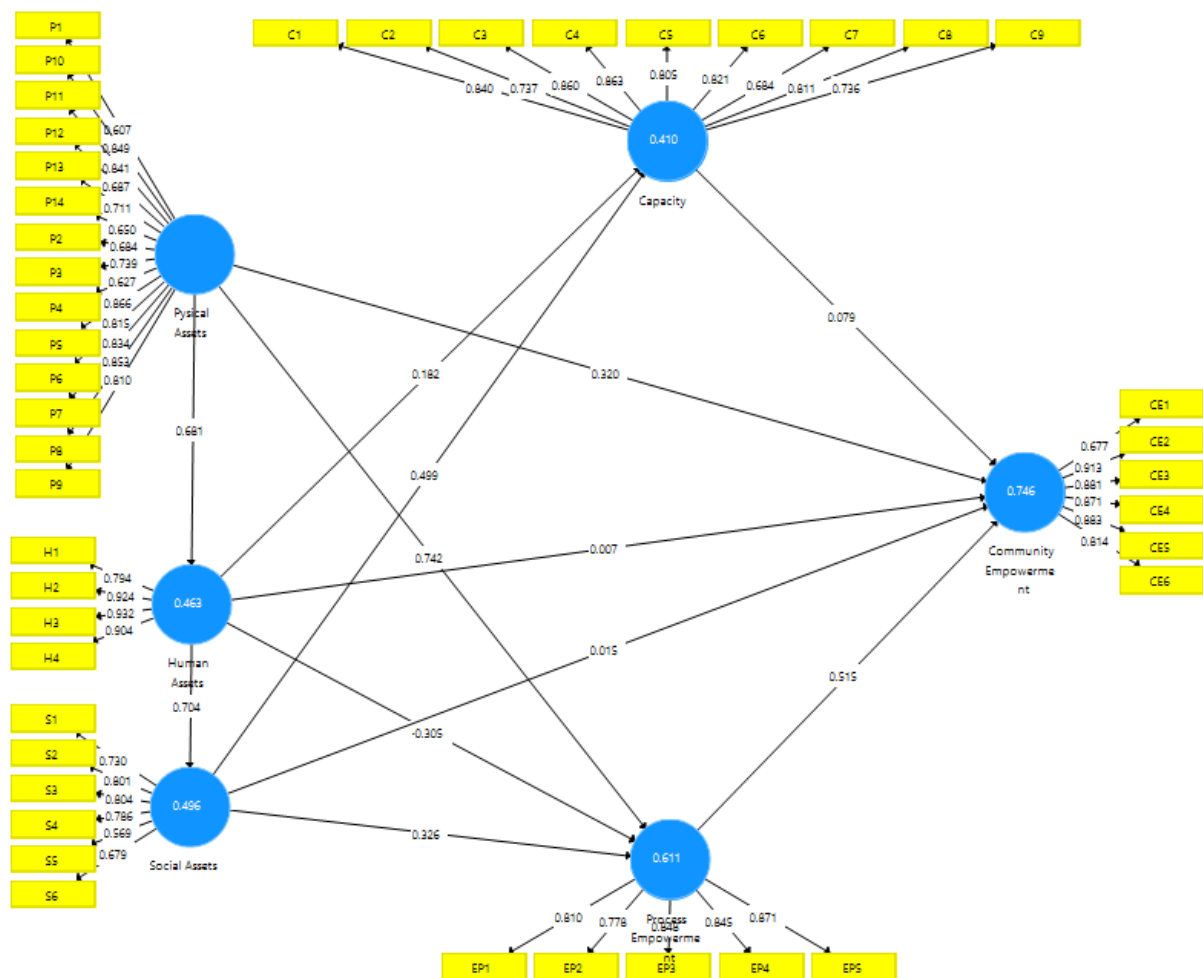 P1
P10
P11
P12
P13
P14
P2
P3
P4
P5
P6
P7
P8
P9
0.607
0.849
0.841
0.687
0.711
0.650
0.684
0.739
0.627
0.866
0.815
0.834
0.853
0.810
Pysical
Assets
C1 C2 C3 C4 C5 C6 C7 C8 C9
0.840 0.737 0.860 0.863 0.805 0.821 0.684 0.811 0.736
0.410
Capacity
0.079
0.320
0.182
0.681
0.499
0.742
0.007
0.015
0.515
-0.305
0.704
0.326
H1
H2
H3
H4
0.794
0.924
0.932
0.904
0.463
Human
Assets
S1
S2
S3
S4
S5
S6
0.730
0.801
0.804
0.786
0.569
0.679
0.496
Social Assets
CE1
CE2
CE3
CE4
CE5
CE6
0.677
0.913
0.881
0.871
0.883
0.814
0.746
Community
Empowerme
nt
0.611
Process
Empowerme
nt
0.810 0.778 0.848 0.845 0.871
EP1 EP2 EP3 EP4 EP5